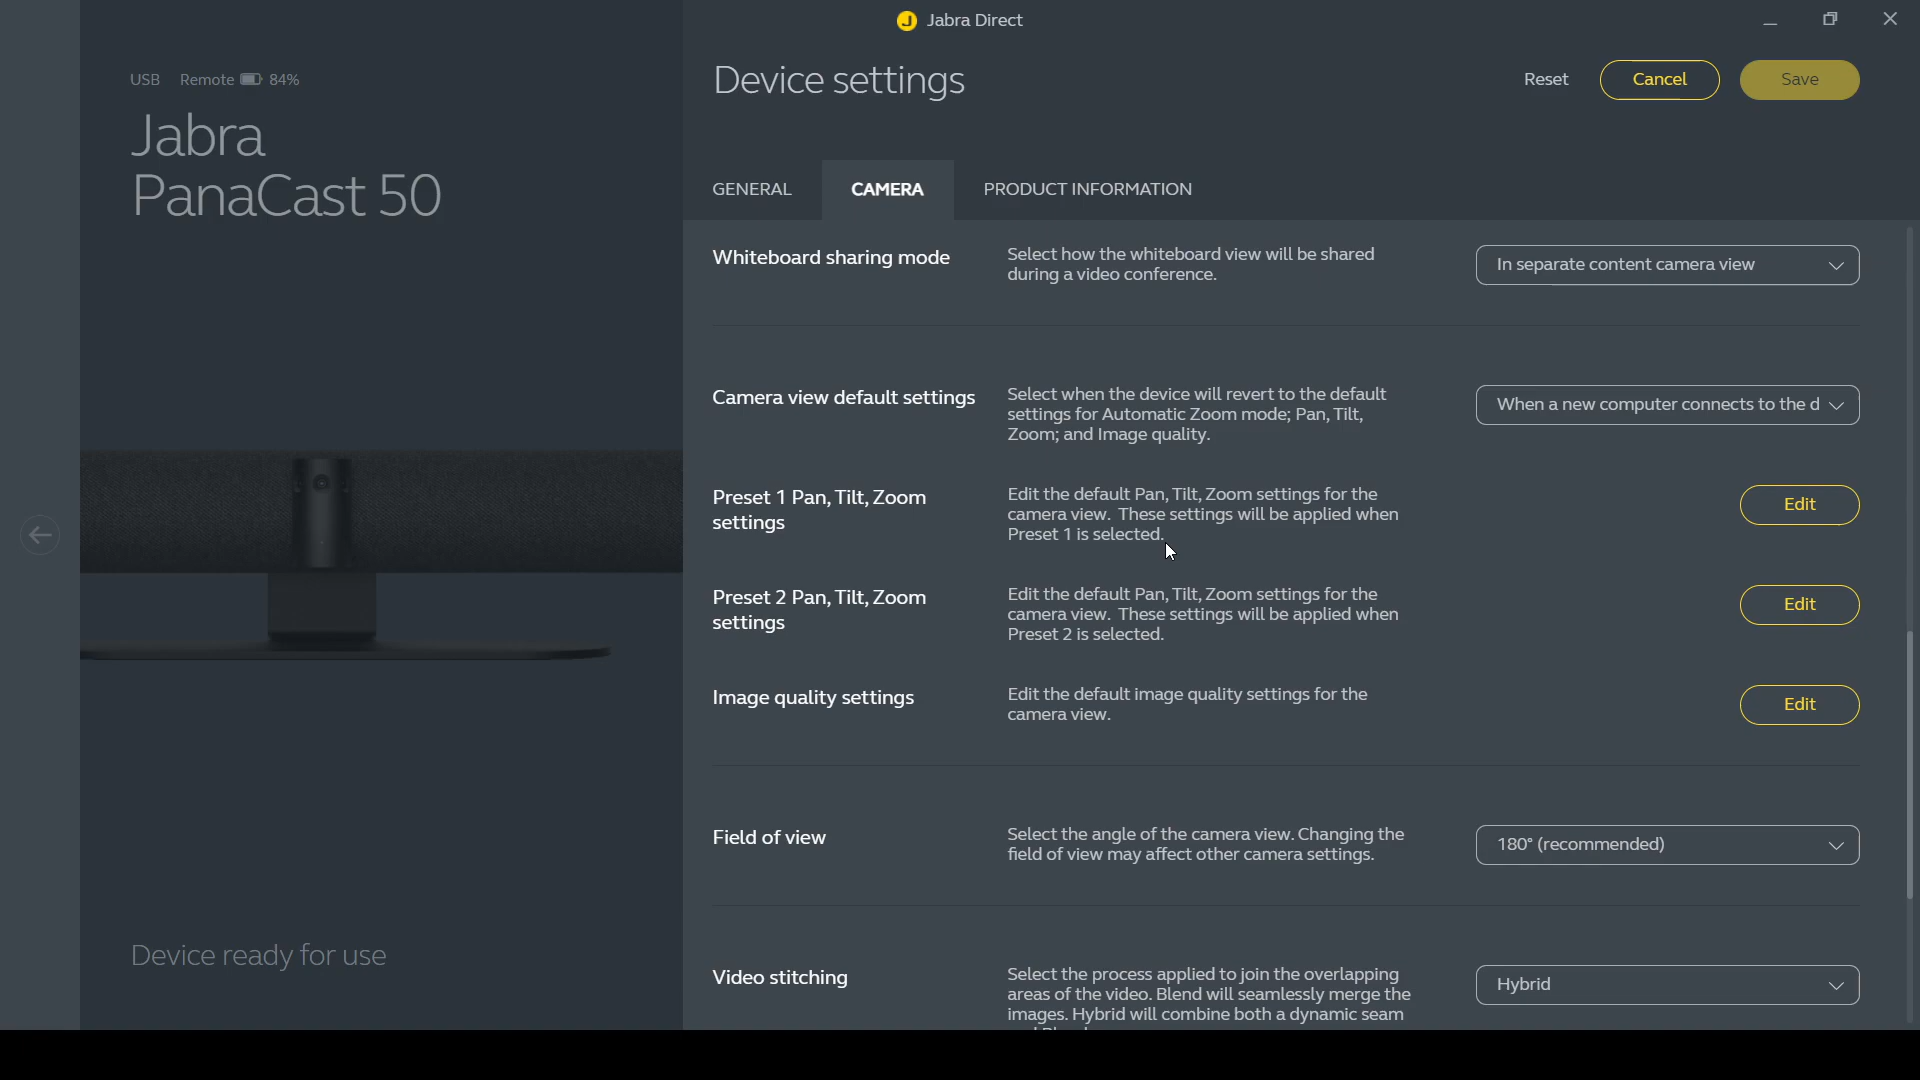 Jabra Direct
USB Remote 84%
Jabra
PanaCast 50
Device ready for use
Device settings
Reset
Cancel
Save
GENERAL
CAMERA
PRODUCT INFORMATION
Whiteboard sharing mode
Select how the whiteboard view will be shared
during a video conference.
In separate content camera view
Camera view default settings
Select when the device will revert to the default
settings for Automatic Zoom mode; Pan, Tilt,
Zoom; and Image quality.
When a new computer connects to the d
Preset 1 Pan, Tilt, Zoom
settings
Edit the default Pan, Tilt, Zoom settings for the
camera view. These settings will be applied when
Preset 1 is selected.
Edit
Preset 2 Pan, Tilt, Zoom
settings
Edit the default Pan, Tilt, Zoom settings for the
camera view. These settings will be applied when
Preset 2 is selected.
Edit
Image quality settings
Edit the default image quality settings for the
camera view.
Edit
Field of view
Select the angle of the camera view. Changing the
field of view may affect other camera settings.
180° (recommended)
Video stitching
Select the process applied to join the overlapping
areas of the video. Blend will seamlessly merge the
images. Hybrid will combine both a dynamic seam
Hybrid